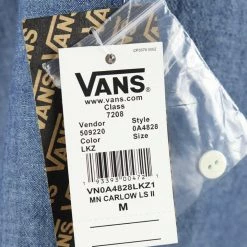 VANS
www.vans.com
Class
7208
Vendor Style
509220 0A4828
Color Size
LKZ
VN0A4828LKZ1
MN CARLOW LS II
M